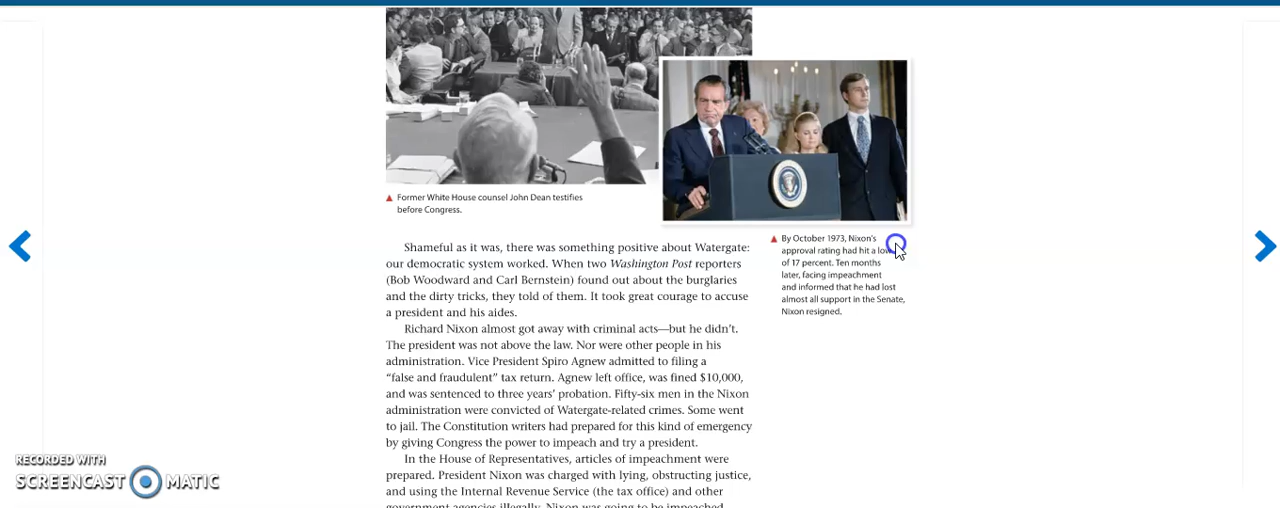 ▲ Former White House counsel John Dean testifies
before Congress.
▲ By October 1973, Nixon's
approval rating had hit a low
of 17 percent. Ten months
later, facing impeachment
and informed that he had lost
almost all support in the Senate,
Nixon resigned.
Shameful as it was, there was something positive about Watergate:
our democratic system worked. When two Washington Post reporters
(Bob Woodward and Carl Bernstein) found out about the burglaries
and the dirty tricks, they told of them. It took great courage to accuse
a president and his aides.
Richard Nixon almost got away with criminal acts—but he didn't.
The president was not above the law. Nor were other people in his
administration. Vice President Spiro Agnew admitted to filing a
“false and fraudulent” tax return. Agnew left office, was fined $10,000,
and was sentenced to three years’ probation. Fifty-six men in the Nixon
administration were convicted of Watergate-related crimes. Some went
to jail. The Constitution writers had prepared for this kind of emergency
by giving Congress the power to impeach and try a president.
In the House of Representatives, articles of impeachment were
prepared. President Nixon was charged with lying, obstructing justice,
and using the Internal Revenue Service (the tax office) and other
government agencies illegally. Nixon was going to be impeached
RECORDED WITH
SCREENCAST MATIC